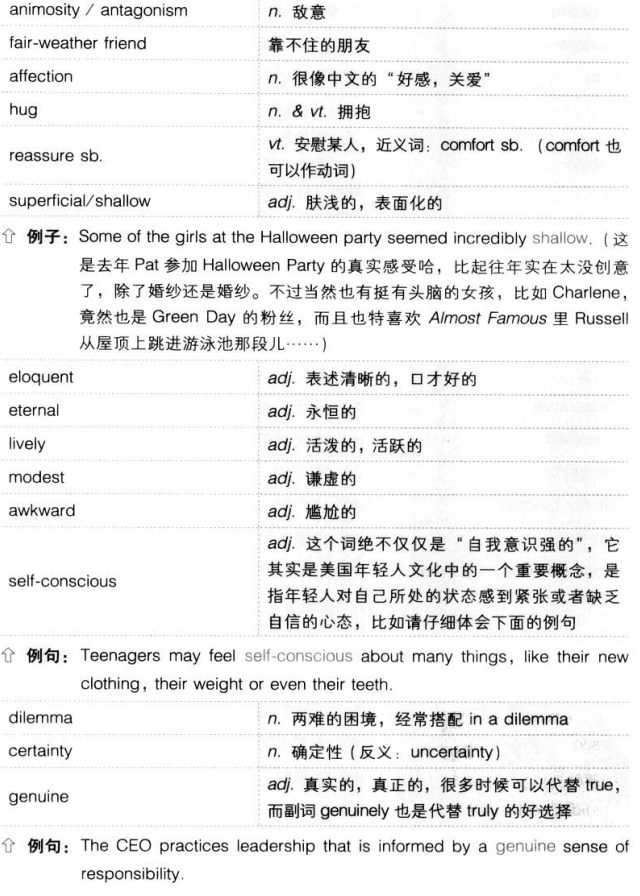 animosity / antagonism n. 敌意
fair-weather friend 靠不住的朋友
affection n. 很像中文的“好感，关爱”
hug n. & vt. 拥抱
reassure sb. vt. 安慰某人，近义词：comfort sb.（comfort 也
可以作动词）
superficial/shallow adj. 肤浅的，表面化的
⇧ 例子：Some of the girls at the Halloween party seemed incredibly shallow.（这
是去年 Pat 参加 Halloween Party 的真实感受哈，比起往年实在太没创意
了，除了婚纱还是婚纱。不过当然也有挺有头脑的女孩，比如 Charlene，
竟然也是 Green Day 的粉丝，而且也特喜欢 Almost Famous 里 Russell
从屋顶上跳进游泳池那段儿……）
eloquent adj. 表述清晰的，口才好的
eternal adj. 永恒的
lively adj. 活泼的，活跃的
modest adj. 谦虚的
awkward adj. 尴尬的
self-conscious adj. 这个词绝不仅仅是“自我意识强的”，它
其实是美国年轻人文化中的一个重要概念，是
指年轻人对自己所处的状态感到紧张或者缺乏
自信的心态，比如请仔细体会下面的例句
⇧ 例句：Teenagers may feel self-conscious about many things, like their new
clothing, their weight or even their teeth.
dilemma n. 两难的困境，经常搭配 in a dilemma
certainty n. 确定性（反义：uncertainty）
genuine adj. 真实的，真正的，很多时候可以代替 true，
而副词 genuinely 也是代替 truly 的好选择
⇧ 例句：The CEO practices leadership that is informed by a genuine sense of
responsibility.